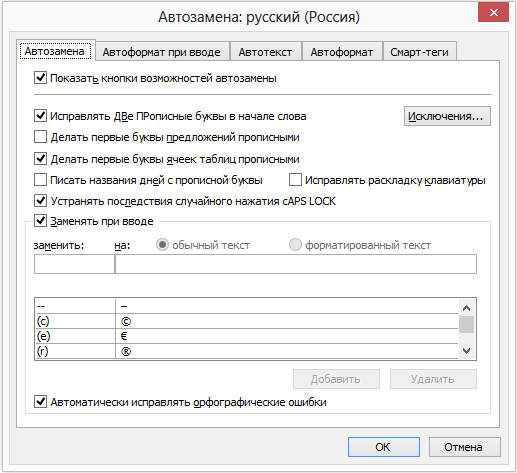 Автозамена: русский (Россия)
Автозамена Автоформат при вводе Автотекст Автоформат Смарт-теги
Показать кнопки возможностей автозамены
Исправлять ДВе ПРописные буквы в начале слова Исключения...
Делать первые буквы предложений прописными
Делать первые буквы ячеек таблиц прописными
Писать названия дней с прописной буквы Исправлять раскладку клавиатуры
Устранять последствия случайного нажатия cAPS LOCK
Заменять при вводе
заменить: на: обычный текст форматированный текст
-- –
(c) ©
(e) €
(r) ®
Добавить Удалить
Автоматически исправлять орфографические ошибки
ОК Отмена